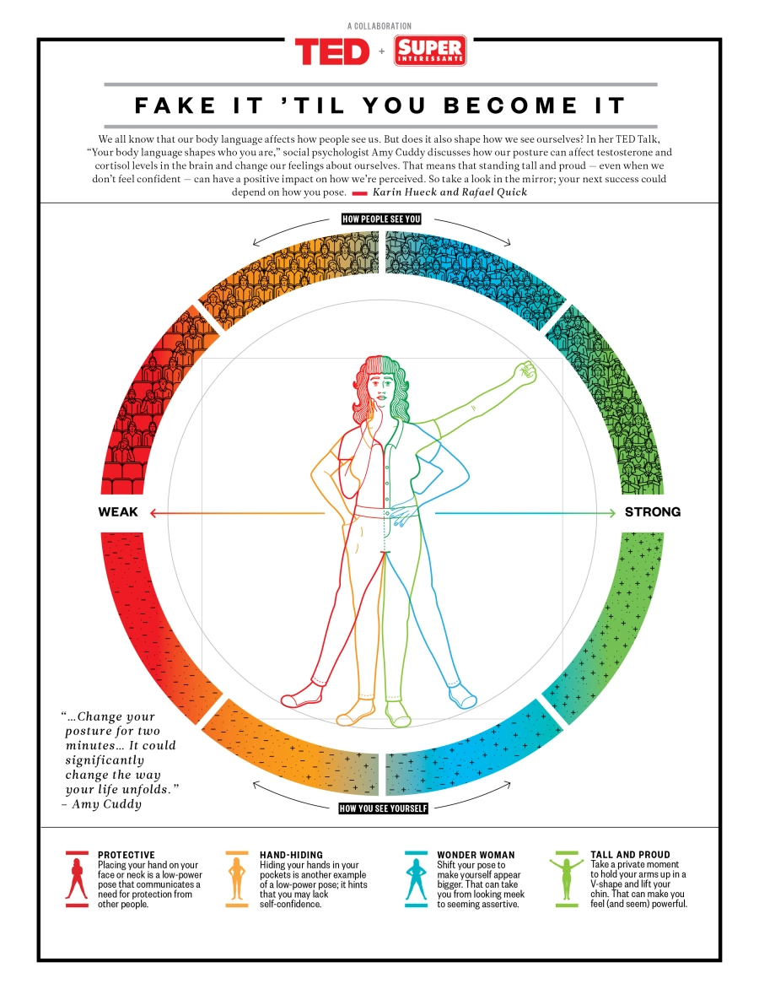 A COLLABORATION
TED + SUPER
INTERESSANTE
FAKE IT ’TIL YOU BECOME IT
We all know that our body language affects how people see us. But does it also shape how we see ourselves? In her TED Talk,
“Your body language shapes who you are,” social psychologist Amy Cuddy discusses how our posture can affect testosterone and
cortisol levels in the brain and change our feelings about ourselves. That means that standing tall and proud — even when we
don’t feel confident — can have a positive impact on how we’re perceived. So take a look in the mirror; your next success could
depend on how you pose. Karin Hueck and Rafael Quick
HOW PEOPLE SEE YOU
WEAK
STRONG
“...Change your
posture for two
minutes... It could
significantly
change the way
your life unfolds.”
– Amy Cuddy
HOW YOU SEE YOURSELF
PROTECTIVE
Placing your hand on your
face or neck is a low-power
pose that communicates a
need for protection from
other people.
HAND-HIDING
Hiding your hands in your
pockets is another example
of a low-power pose; it hints
that you may lack
self-confidence.
WONDER WOMAN
Shift your pose to
make yourself appear
bigger. That can take
you from looking meek
to seeming assertive.
TALL AND PROUD
Take a private moment
to hold your arms up in a
V-shape and lift your
chin. That can make you
feel (and seem) powerful.